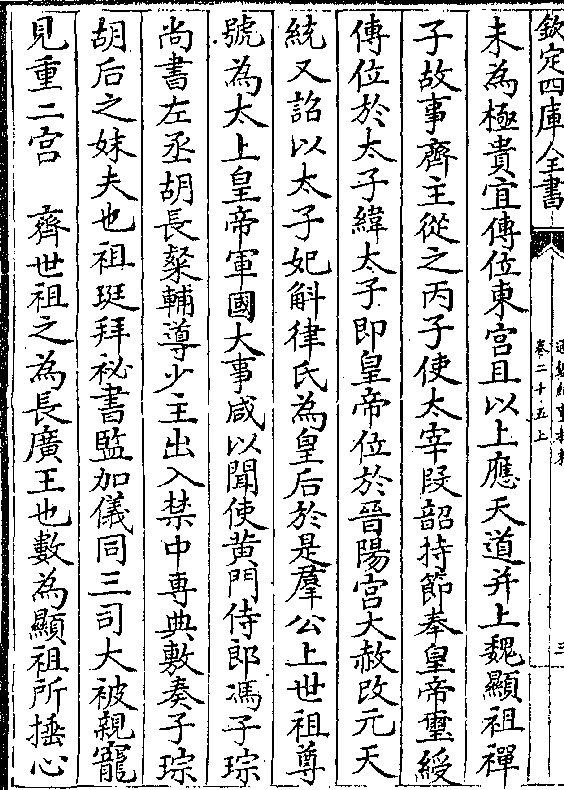 欽定四庫全書
通鑑紀事本末
卷二十五上
三
未為極貴宜傳位東宫且以上應天道并上魏顯祖禪
子故事齊主從之丙子使太宰段韶持節奉皇帝璽綬
傳位於太子緯太子即皇帝位於晉陽宫大赦改元天
統又詔以太子妃斛律氏為皇后於是羣公上世祖尊
號為太上皇帝軍國大事咸以聞使黄門侍郎馮子琮
尚書左丞胡長粲輔導少主出入禁中專典敷奏子琮
胡后之妹夫也祖珽拜祕書監加儀同三司大被親寵
見重二宫 齊世祖之為長廣王也數為顯祖所捶心